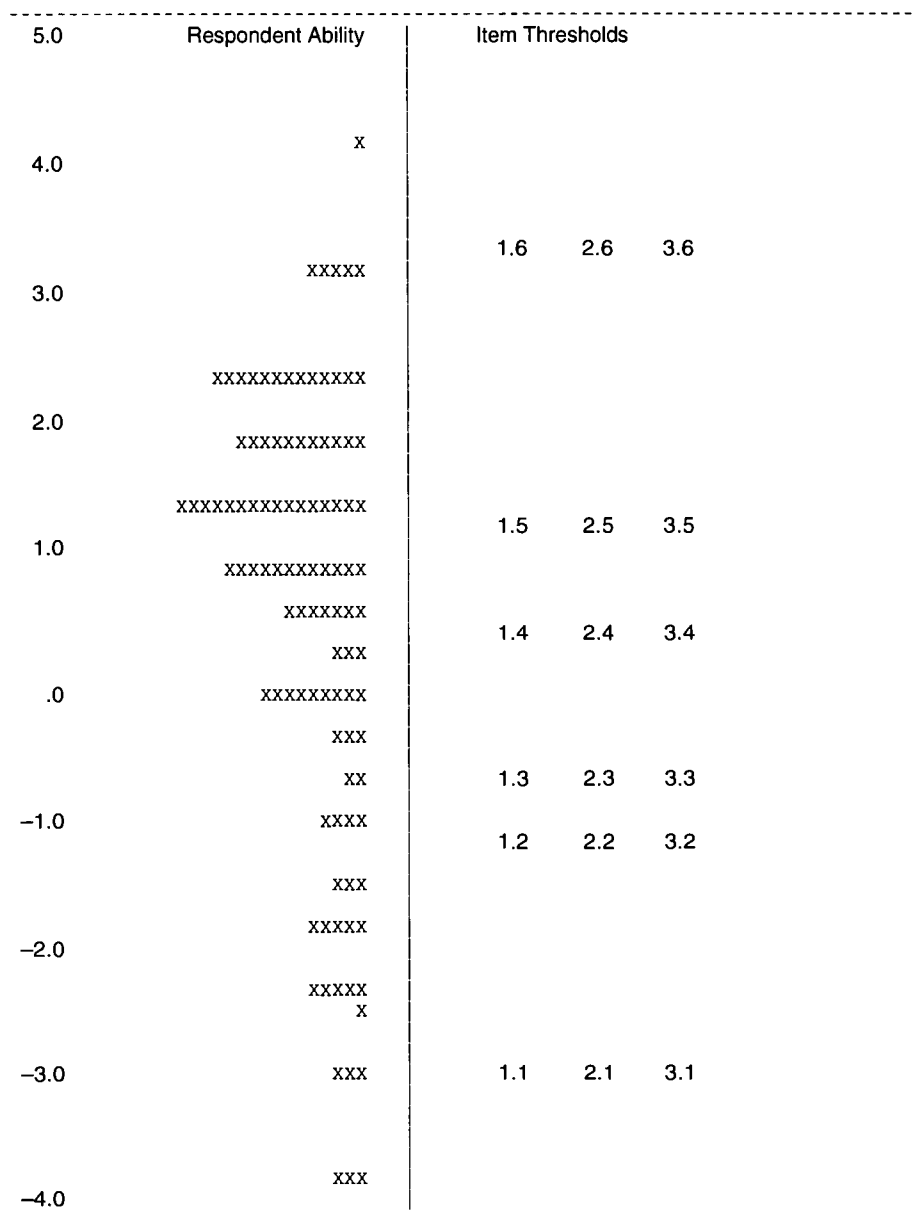 5.0 Respondent Ability Item Thresholds
x
4.0
1.6 2.6 3.6
xxxxx
3.0
xxxxxxxxxxxxx
2.0
xxxxxxxxxxx
xxxxxxxxxxxxxxxx
1.5 2.5 3.5
1.0
xxxxxxxxxxxx
xxxxxxx
1.4 2.4 3.4
xxx
.0 xxxxxxxxx
xxx
xx 1.3 2.3 3.3
–1.0 xxxx
1.2 2.2 3.2
xxx
xxxxx
–2.0
xxxxx
x
–3.0 xxx 1.1 2.1 3.1
xxx
–4.0